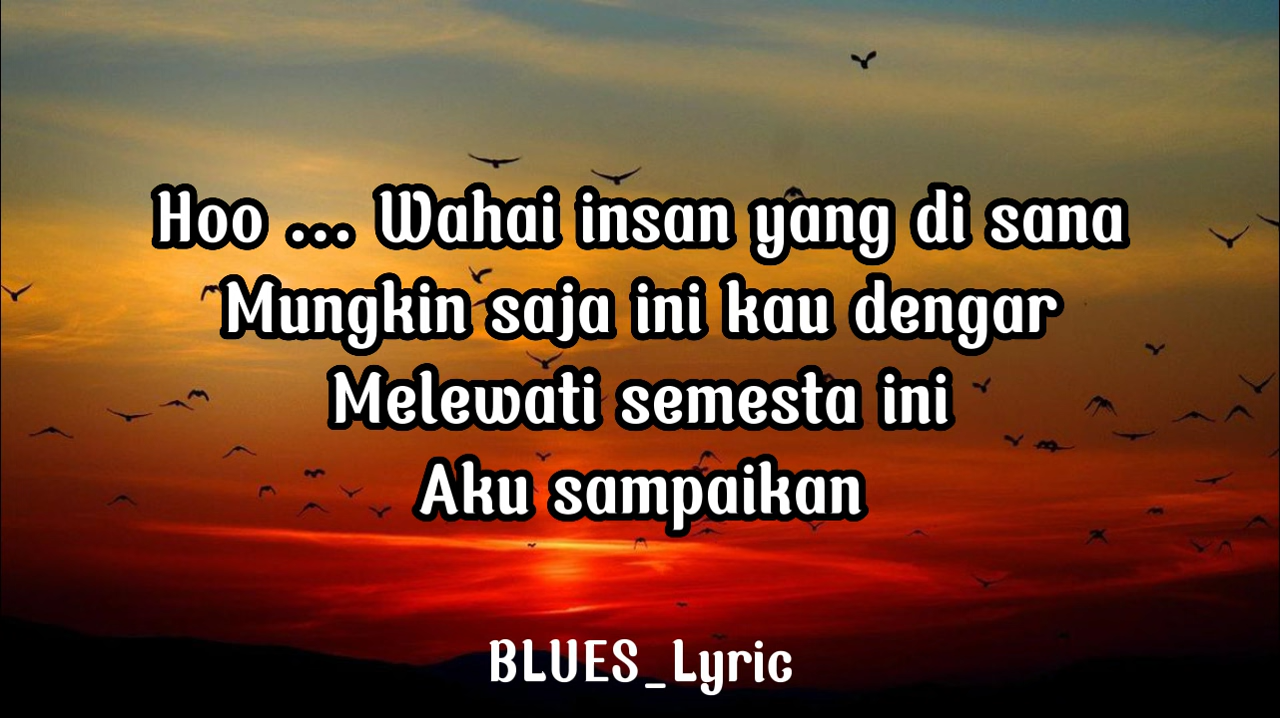 Hoo ... Wahai insan yang di sana
Mungkin saja ini kau dengar
Melewati semesta ini
Aku sampaikan
BLUES_Lyric